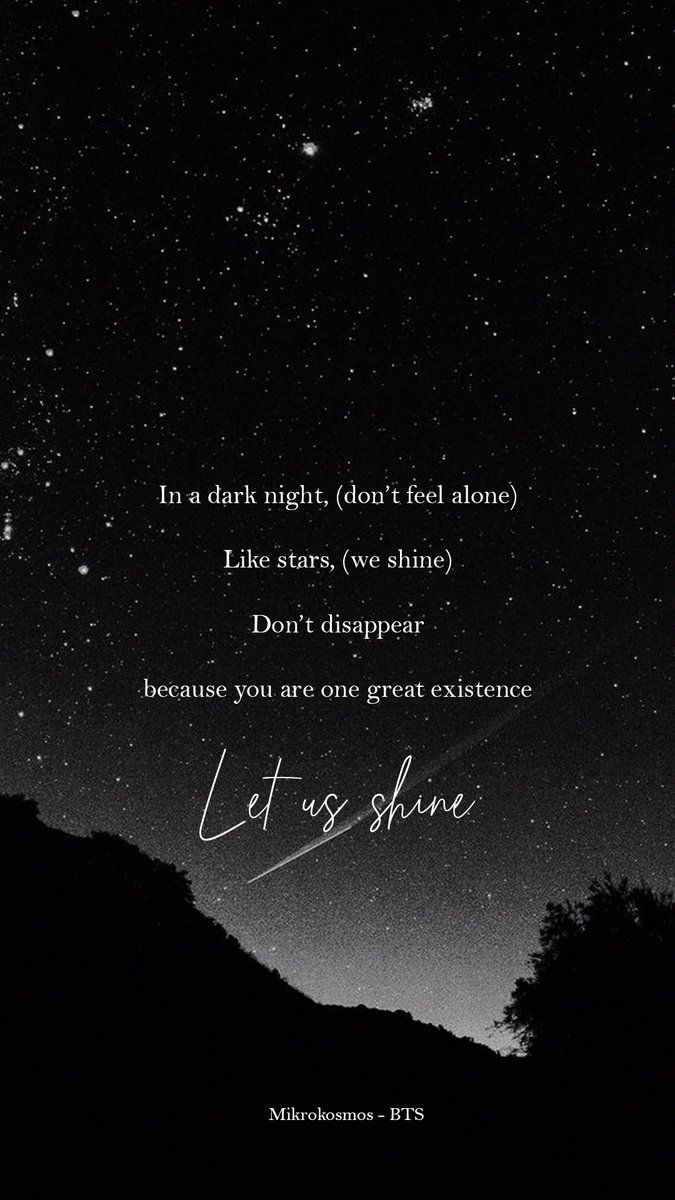 In a dark night, (don't feel alone)
Like stars, (we shine)
Don't disappear
because you are one great existence
Let us shine
Mikrokosmos - BTS